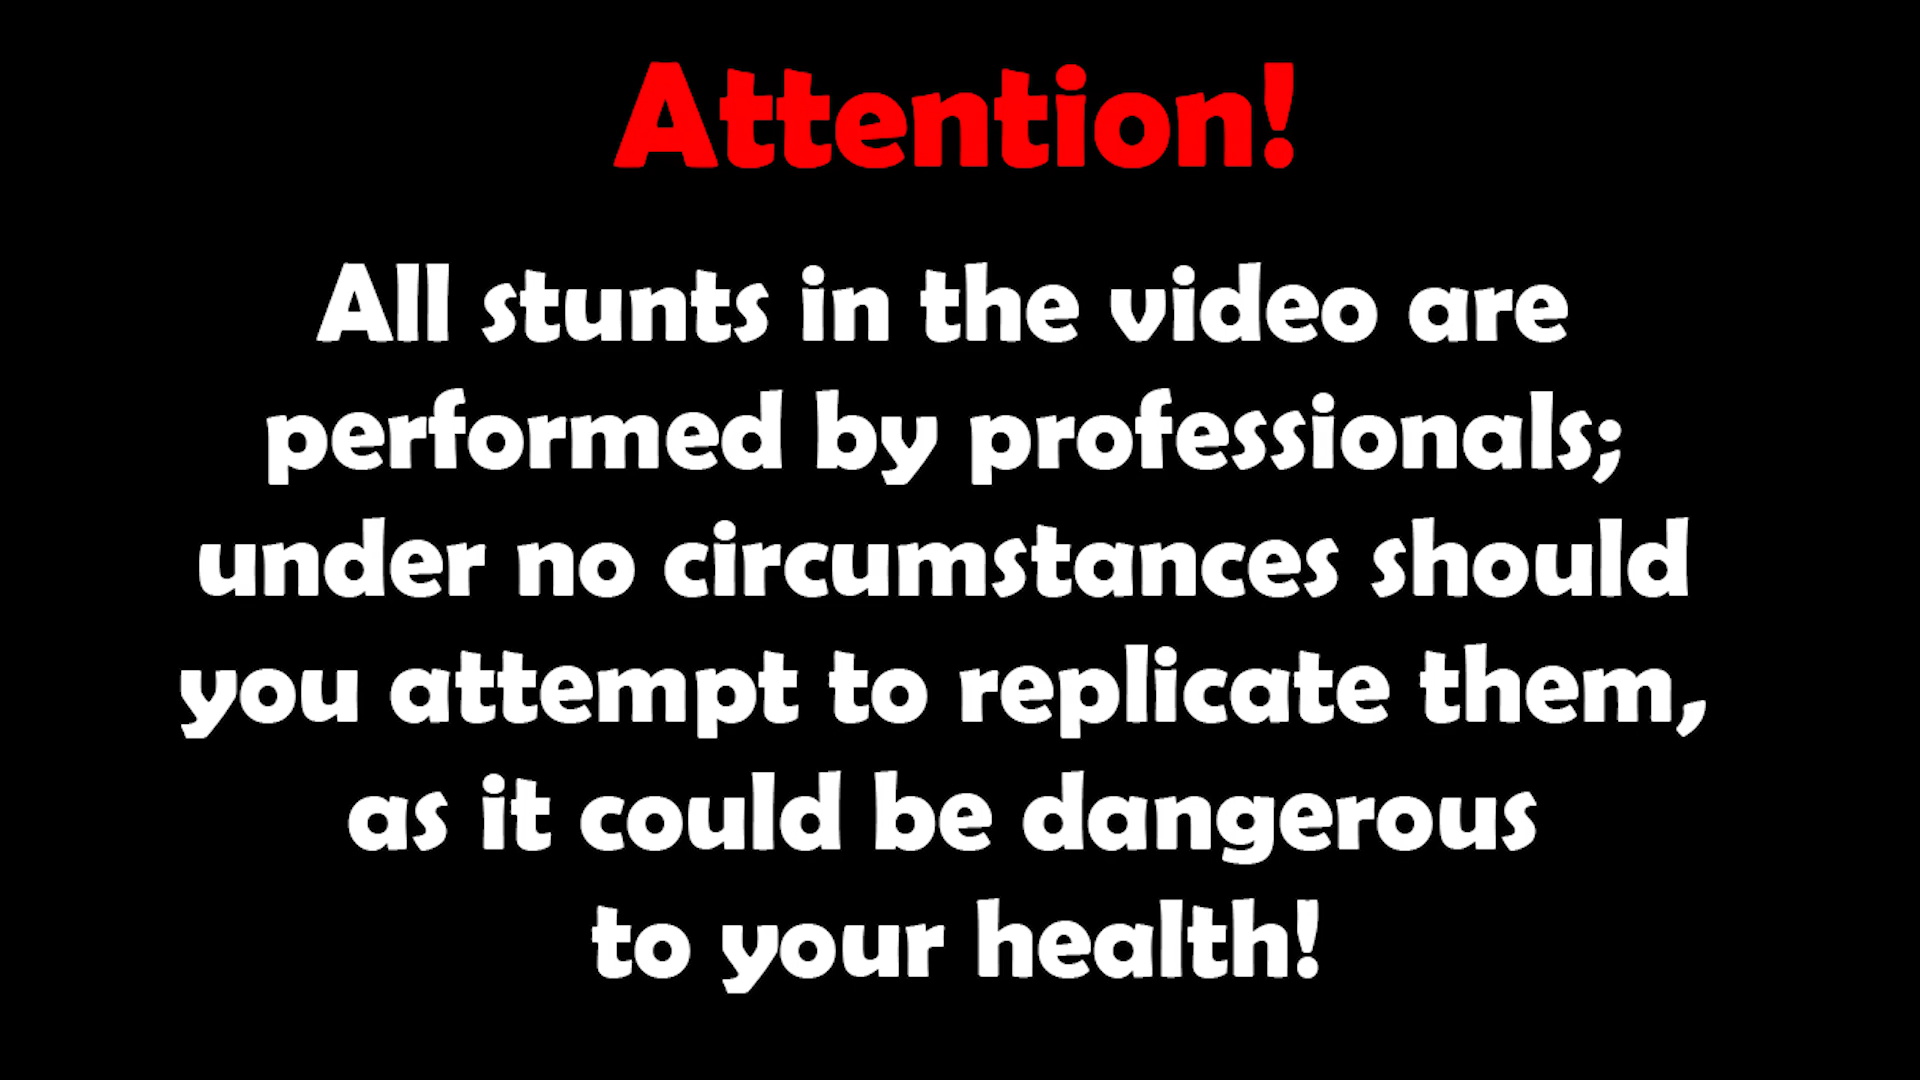 Attention!
All stunts in the video are
performed by professionals;
under no circumstances should
you attempt to replicate them,
as it could be dangerous
to your health!